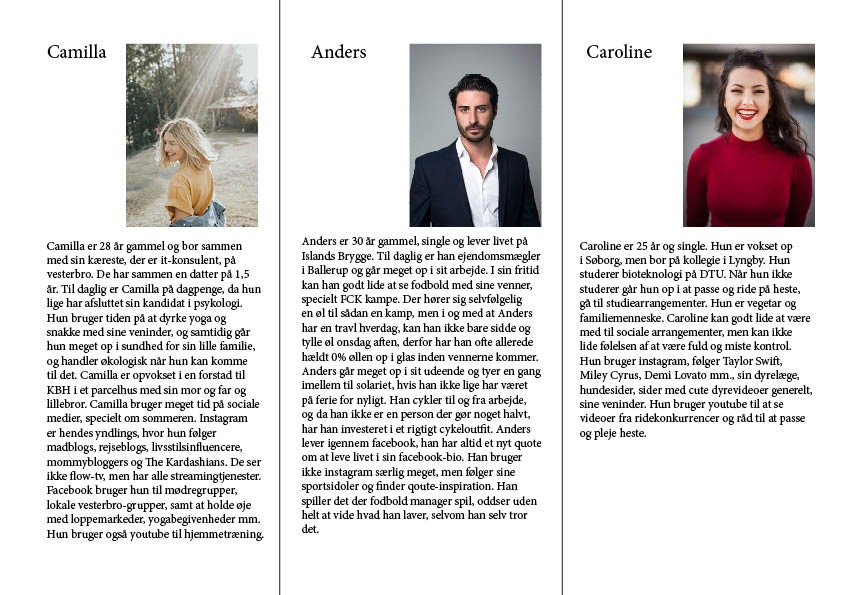 Camilla
Camilla er 28 år gammel og bor sammen
med sin kæreste, der er it-konsulent, på
vesterbro. De har sammen en datter på 1,5
år. Til daglig er Camilla på dagpenge, da hun
lige har afsluttet sin kandidat i psykologi.
Hun bruger tiden på at dyrke yoga og
snakke med sine veninder, og samtidig går
hun meget op i sundhed for sin lille familie,
og handler økologisk når hun kan komme
til det. Camilla er opvokset i en forstad til
KBH i et parcelhus med sin mor og far og
lillebror. Camilla bruger meget tid på sociale
medier, specielt om sommeren. Instagram
er hendes yndlings, hvor hun følger
madblogs, rejseblogs, livsstilsinfluencere,
mommybloggers og The Kardashians. De ser
ikke flow-tv, men har alle streamingtjenester.
Facebook bruger hun til mødregrupper,
lokale vesterbro-grupper, samt at holde øje
med loppemarkeder, yogabegivenheder mm.
Hun bruger også youtube til hjemmetræning.
Anders
Anders er 30 år gammel, single og lever livet på
Islands Brygge. Til daglig er han ejendomsmægler
i Ballerup og går meget op i sit arbejde. I sin fritid
kan han godt lide at se fodbold med sine venner,
specielt FCK kampe. Der hører sig selvfølgelig
en øl til sådan en kamp, men i og med at Anders
har en travl hverdag, kan han ikke bare sidde og
tylle øl onsdag aften, derfor har han ofte allerede
hældt 0% øllen op i glas inden vennerne kommer.
Anders går meget op i sit udeende og tyer en gang
imellem til solariet, hvis han ikke lige har været
på ferie for nyligt. Han cykler til og fra arbejde,
og da han ikke er en person der gør noget halvt,
har han investeret i et rigtigt cykeloutfit. Anders
lever igennem facebook, han har altid et nyt quote
om at leve livet i sin facebook-bio. Han bruger
ikke instagram særlig meget, men følger sine
sportsidoler og finder qoute-inspiration. Han
spiller det der fodbold manager spil, oddser uden
helt at vide hvad han laver, selvom han selv tror
det.
Caroline
Caroline er 25 år og single. Hun er vokset op
i Søborg, men bor på kollegie i Lyngby. Hun
studerer bioteknologi på DTU. Når hun ikke
studerer går hun op i at passe og ride på heste,
gå til studiearrangementer. Hun er vegetar og
familiemenneske. Caroline kan godt lide at være
med til sociale arrangementer, men kan ikke
lide følelsen af at være fuld og miste kontrol.
Hun bruger instagram, følger Taylor Swift,
Miley Cyrus, Demi Lovato mm., sin dyrelæge,
hundesider, sider med cute dyrevideoer generelt,
sine veninder. Hun bruger youtube til at se
videoer fra ridekonkurrencer og råd til at passe
og pleje heste.